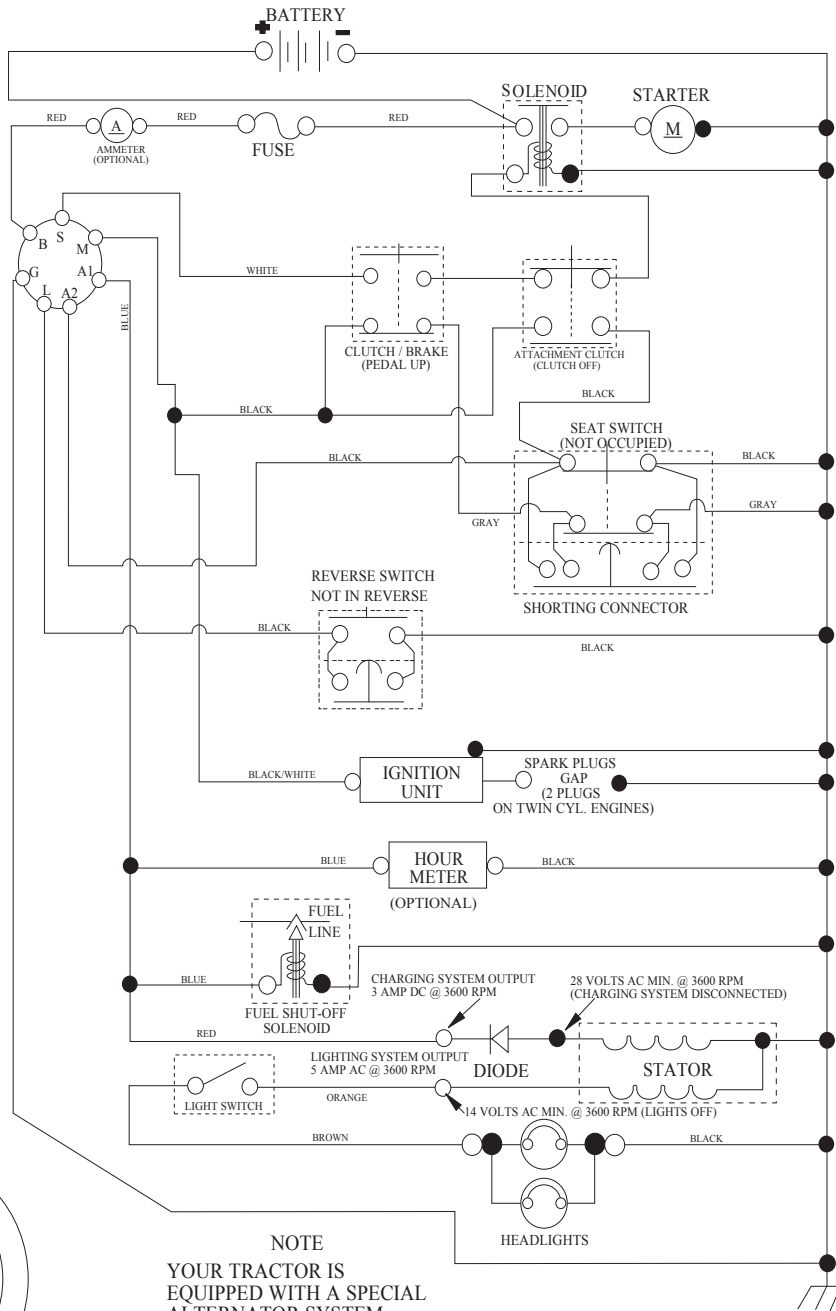 BATTERY
+
-
SOLENOID
STARTER
RED
A
RED
RED
M
AMMETER
(OPTIONAL)
FUSE
S
B
M
G
A1
L
A2
WHITE
BLUE
CLUTCH / BRAKE
(PEDAL UP)
ATTACHMENT CLUTCH
(CLUTCH OFF)
BLACK
BLACK
SEAT SWITCH
(NOT OCCUPIED)
BLACK
BLACK
GRAY
GRAY
REVERSE SWITCH
NOT IN REVERSE
SHORTING CONNECTOR
BLACK
BLACK
BLACK/WHITE
IGNITION
UNIT
SPARK PLUGS
GAP
(2 PLUGS
ON TWIN CYL. ENGINES)
BLUE
HOUR
METER
BLACK
(OPTIONAL)
FUEL
LINE
BLUE
FUEL SHUT-OFF
SOLENOID
CHARGING SYSTEM OUTPUT
3 AMP DC @ 3600 RPM
28 VOLTS AC MIN. @ 3600 RPM
(CHARGING SYSTEM DISCONNECTED)
RED
LIGHTING SYSTEM OUTPUT
5 AMP AC @ 3600 RPM
DIODE
STATOR
LIGHT SWITCH
ORANGE
14 VOLTS AC MIN. @ 3600 RPM (LIGHTS OFF)
BROWN
BLACK
HEADLIGHTS
NOTE
YOUR TRACTOR IS
EQUIPPED WITH A SPECIAL
ALTERNATOR SYSTEM